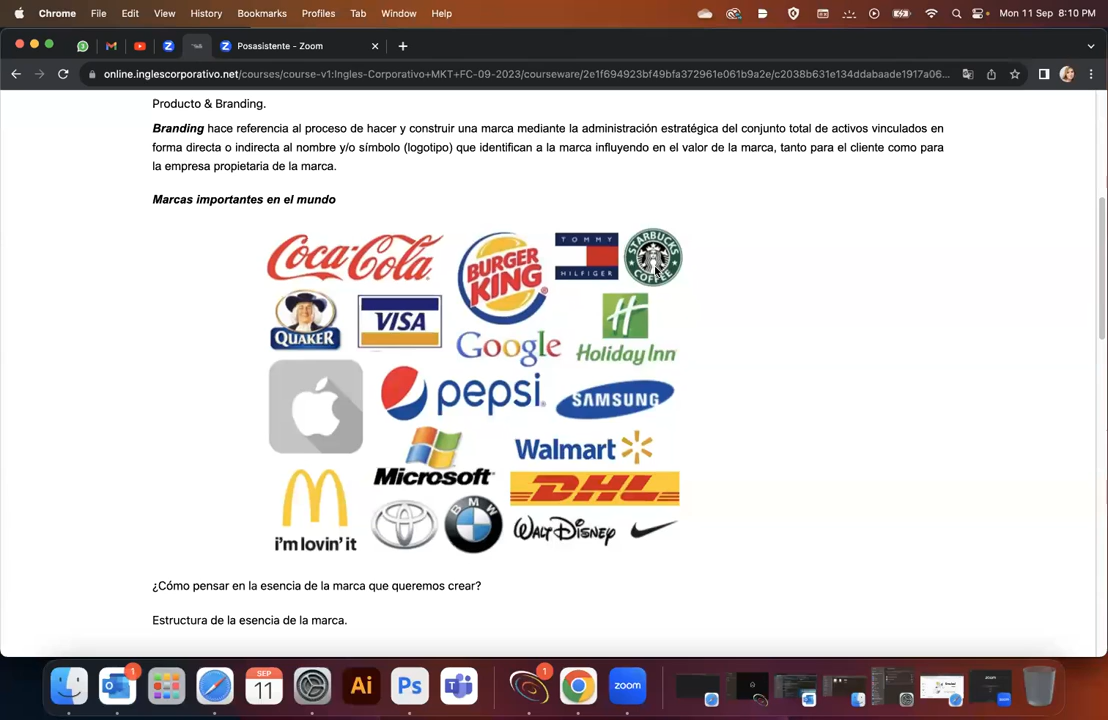 Chrome File Edit View History Bookmarks Profiles Tab Window Help Mon 11 Sep 8:10 PM
Posasistente - Zoom
online.inglescorporativo.net/courses/course-v1:Ingles-Corporativo+MKT+FC-09-2023/courseware/2e1f694923bf49bfa372961e061b9a2e/c2038b631e134ddabaade1917a06...
Producto & Branding.
Branding hace referencia al proceso de hacer y construir una marca mediante la administración estratégica del conjunto total de activos vinculados en
forma directa o indirecta al nombre y/o símbolo (logotipo) que identifican a la marca influyendo en el valor de la marca, tanto para el cliente como para
la empresa propietaria de la marca.
Marcas importantes en el mundo
Coca-Cola
BURGER KING
TOMMY HILFIGER
STARBUCKS COFFEE
QUAKER
VISA
Google
H
Holiday Inn
pepsi
SAMSUNG
Microsoft
Walmart
DHL
i'm lovin' it
BMW
WALT DISNEY
¿Cómo pensar en la esencia de la marca que queremos crear?
Estructura de la esencia de la marca.
1
SEP
11
Ai
Ps
1
zoom